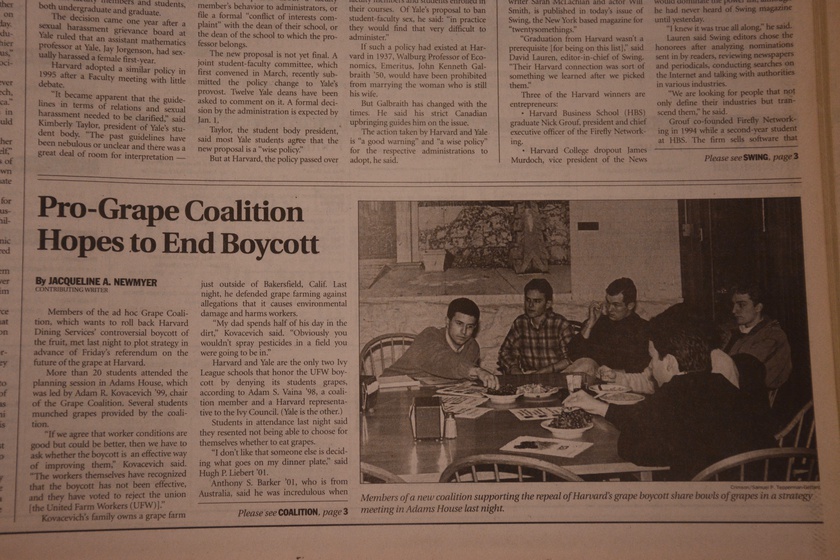 both undergraduate and graduate.
The decision came one year after a
sexual harassment grievance board at
Yale ruled that an assistant mathematics
professor at Yale, Jay Jorgenson, had sex-
ually harassed a female first-year.
Harvard adopted a similar policy in
1995 after a Faculty meeting with little
debate.
"It became apparent that the guide-
lines in terms of relations and sexual
harassment needed to be clarified," said
Kimberly Taylor, president of Yale's stu-
dent body. "The past guidelines have
been nebulous or unclear and there was a
great deal of room for interpretation —
member's behavior to administrators, or
file a formal "conflict of interests com-
plaint" with the dean of their school, or
the dean of the school to which the pro-
fessor belongs.
The new proposal is not yet final. A
joint student-faculty committee, which
first convened in March, recently sub-
mitted the policy change to Yale's
provost. Twelve Yale deans have been
asked to comment on it. A formal deci-
sion by the administration is expected by
Jan. 1,
Taylor, the student body president,
said most Yale students agree that the
new proposal is a "wise policy."
But at Harvard, the policy passed over
ban student-faculty sex, he said: "in practice
they would find that very difficult to
administer."
If such a policy had existed at Har-
vard in 1937, Walburg Professor of Eco-
nomics, Emeritus, John Kenneth Gal-
braith '50, would have been prohibited
from marrying the woman who is still
his wife.
But Galbraith has changed with the
times. He said his strict Canadian
upbringing guides him on the issue.
The action taken by Harvard and Yale
is "a good warning" and "a wise policy"
for the respective administrations to
adopt, he said.
Smith, is published in today's issue of
Swing, the New York based magazine for
"twentysomethings."
"Graduation from Harvard wasn't a
prerequisite [for being on this list]," said
David Lauren, editor-in-chief of Swing.
"Their Harvard connection was sort of
something we learned after we picked
them."
Three of the Harvard winners are
entrepreneurs:
• Harvard Business School (HBS)
graduate Nick Grouf, president and chief
executive officer of the Firefly Network-
ing.
• Harvard College dropout James
Murdoch, vice president of the News
he had never heard of Swing magazine
until yesterday.
"I knew it was true all along," he said.
Lauren said Swing editors chose the
honorees after analyzing nominations
sent in by readers, reviewing newspapers
and periodicals, conducting searches on
the Internet and talking with authorities
in various industries.
"We are looking for people that not
only define their industries but tran-
scend them," he said.
Grouf co-founded Firefly Network-
ing in 1994 while a second-year student
at HBS. The firm sells software that
Please see SWING, page 3
Pro-Grape Coalition
Hopes to End Boycott
By JACQUELINE A. NEWMYER
CONTRIBUTING WRITER
Members of the ad hoc Grape Coali-
tion, which wants to roll back Harvard
Dining Services' controversial boycott of
the fruit, met last night to plot strategy in
advance of Friday's referendum on the
future of the grape at Harvard.
More than 20 students attended the
planning session in Adams House, which
was led by Adam R. Kovacevich '99, chair
of the Grape Coalition. Several students
munched grapes provided by the coali-
tion.
"If we agree that worker conditions are
good but could be better, then we have to
ask whether the boycott is an effective way
of improving them," Kovacevich said.
"The workers themselves have recognized
that the boycott has not been effective,
and they have voted to reject the union
[the United Farm Workers (UFW)]."
Kovacevich's family owns a grape farm
just outside of Bakersfield, Calif. Last
night, he defended grape farming against
allegations that it causes environmental
damage and harms workers.
"My dad spends half of his day in the
dirt," Kovacevich said. "Obviously you
wouldn't spray pesticides in a field you
were going to be in."
Harvard and Yale are the only two Ivy
League schools that honor the UFW boy-
cott by denying its students grapes,
according to Adam S. Vaina '98, a coali-
tion member and a Harvard representa-
tive to the Ivy Council. (Yale is the other.)
Students in attendance last night said
they resented not being able to choose for
themselves whether to eat grapes.
"I don't like that someone else is decid-
ing what goes on my dinner plate," said
Hugh P. Liebert '01.
Anthony S. Barker '01, who is from
Australia, said he was incredulous when
Please see COALITION, page 3
Members of a new coalition supporting the repeal of Harvard's grape boycott share bowls of grapes in a strategy
meeting in Adams House last night.